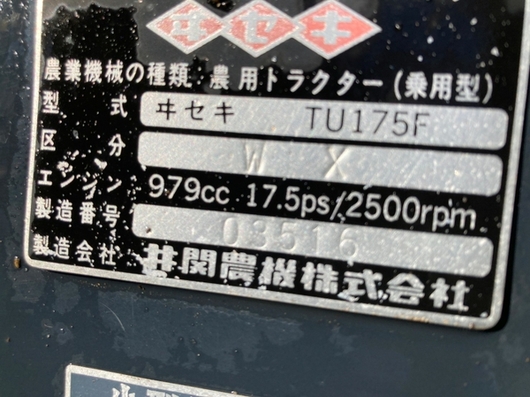 ヰセキ
農業機械の種類:農用トラクター(乗用型)
型式 ヰセキ TU175F
区分 W X
エンジン 979cc 17.5ps/2500rpm
製造番号 03516
製造会社 井関農機株式会社